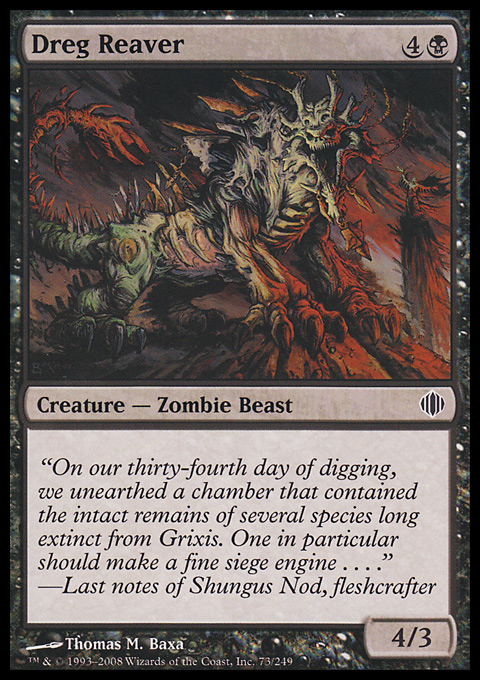 Dreg Reaver 4
Creature — Zombie Beast
“On our thirty-fourth day of digging,
we unearthed a chamber that contained
the intact remains of several species long
extinct from Grixis. One in particular
should make a fine siege engine . . . .”
—Last notes of Shungus Nod, fleshcrafter
Thomas M. Baxa
4/3
™ & © 1993–2008 Wizards of the Coast, Inc. 73/249